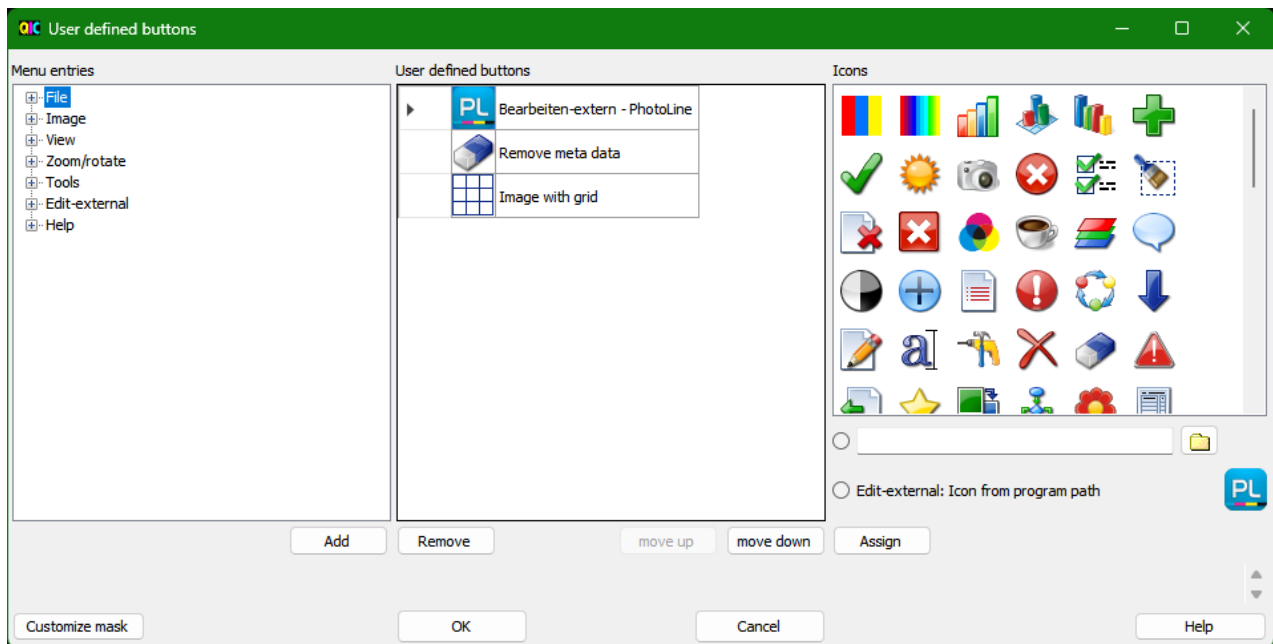 QIC User defined buttons
Menu entries
File
Image
View
Zoom/rotate
Tools
Edit-external
Help
Add
User defined buttons
PL Bearbeiten-extern - PhotoLine
Remove meta data
Image with grid
Remove
move up
move down
Icons
a
Edit-external: Icon from program path
PL
Assign
Customize mask
OK
Cancel
Help